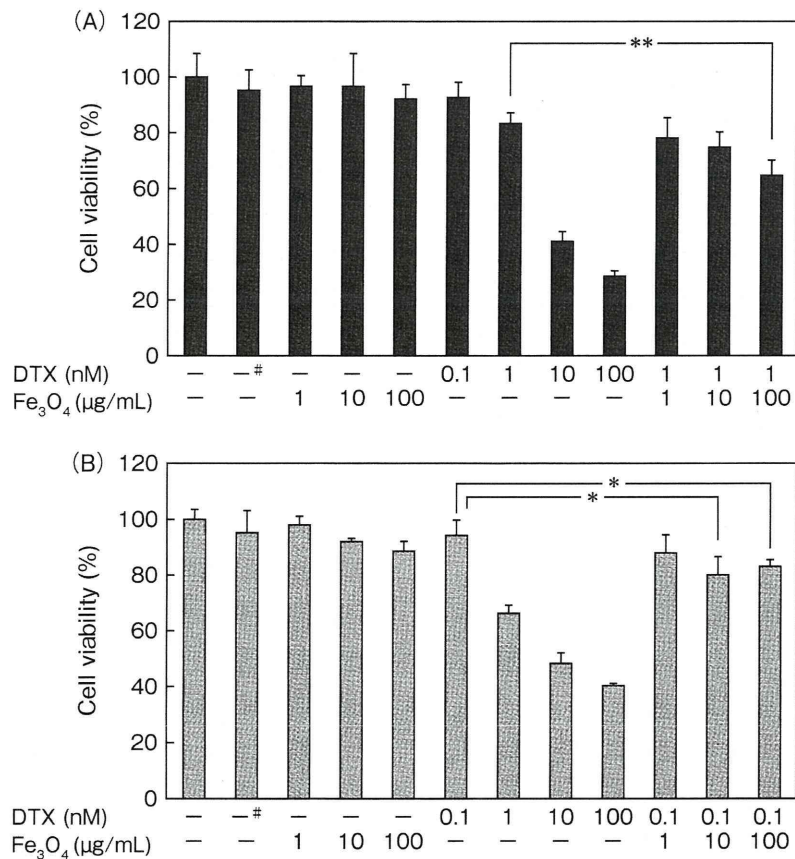 (A)
120
100
80
60
40
20
0
Cell viability (%)
**
DTX (nM) — —# — — — 0.1 1 10 100 1 1 1
Fe₃O₄ (µg/mL) — — 1 10 100 — — — — 1 10 100
(B)
120
100
80
60
40
20
0
Cell viability (%)
*
*
DTX (nM) — —# — — — 0.1 1 10 100 0.1 0.1 0.1
Fe₃O₄ (µg/mL) — — 1 10 100 — — — — 1 10 100